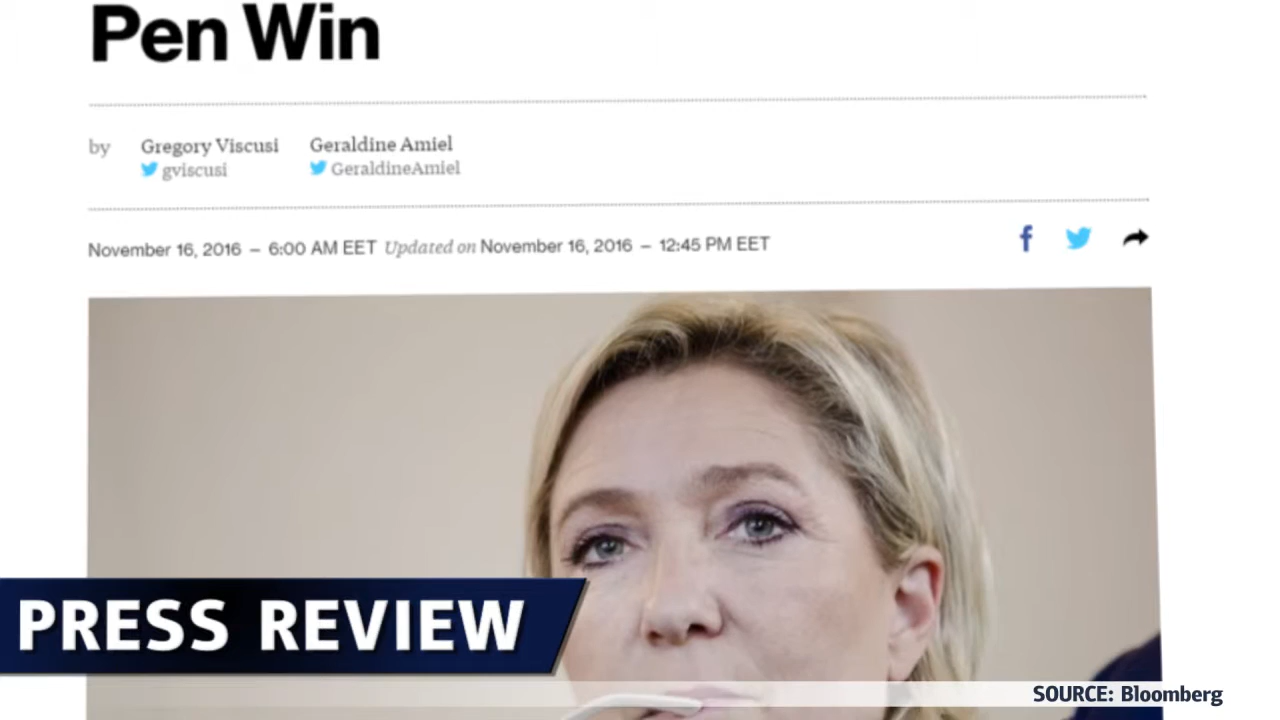 Pen Win
by Gregory Viscusi Geraldine Amiel
gviscusi GeraldineAmiel
November 16, 2016 – 6:00 AM EET Updated on November 16, 2016 – 12:45 PM EET
PRESS REVIEW
SOURCE: Bloomberg